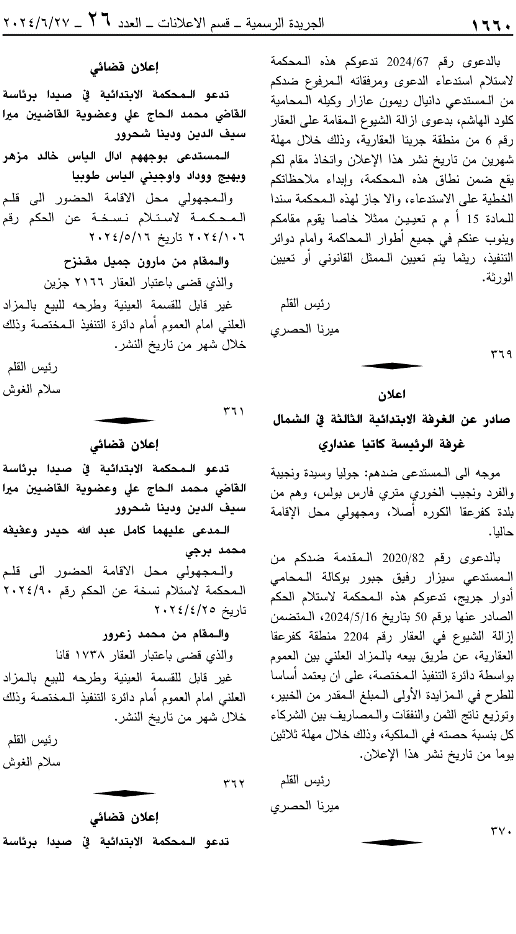 ١٦٦٠
الجريدة الرسمية – قسم الاعلانات – العدد ٢٦ – ٢٠٢٤/٦/٢٧
بالدعوى رقم 2024/67 تدعوكم هذه المحكمة
لاستلام استدعاء الدعوى ومرفقاته المرفوع ضدكم
من المستدعي دانيال ريمون عازار وكيله المحامية
كلود الهاشم، بدعوى ازالة الشيوع المقامة على العقار
رقم 6 من منطقة جربتا العقارية، وذلك خلال مهلة
شهرين من تاريخ نشر هذا الإعلان واتخاذ مقام لكم
يقع ضمن نطاق هذه المحكمة، وإبداء ملاحظاتكم
الخطية على الاستدعاء، والا جاز لهذه المحكمة سندا
للمادة 15 أ م م تعيين ممثلا خاصا يقوم مقامكم
وينوب عنكم في جميع أطوار المحاكمة وامام دوائر
التنفيذ، ريثما يتم تعيين الممثل القانوني أو تعيين
الورثة.
رئيس القلم
ميرنا الحصري
٣٦٩
اعلان
صادر عن الغرفة الابتدائية الثالثة في الشمال
غرفة الرئيسة كاتيا عنداري
موجه الى المستدعى ضدهم: جوليا وسيدة ونجيبة
والفرد ونجيب الخوري متري فارس بولس، وهم من
بلدة كفرعقا الكوره أصلا، ومجهولي محل الإقامة
حاليا.
بالدعوى رقم 2020/82 المقدمة ضدكم من
المستدعي سيزار رفيق جبور بوكالة المحامي
أدوار جريج، تدعوكم هذه المحكمة لاستلام الحكم
الصادر عنها برقم 50 بتاريخ 2024/5/16، المتضمن
إزالة الشيوع في العقار رقم 2204 منطقة كفرعقا
العقارية، عن طريق بيعه بالمزاد العلني بين العموم
بواسطة دائرة التنفيذ المختصة، على ان يعتمد أساسا
للطرح في المزايدة الأولى المبلغ المقدر من الخبير،
وتوزيع ناتج الثمن والنفقات والمصاريف بين الشركاء
كل بنسبة حصته في الملكية، وذلك خلال مهلة ثلاثين
يوما من تاريخ نشر هذا الإعلان.
رئيس القلم
ميرنا الحصري
٣٧٠
إعلان قضائي
تدعو المحكمة الابتدائية في صيدا برئاسة
القاضي محمد الحاج علي وعضوية القاضيين ميرا
سيف الدين ودينا شحرور
المستدعى بوجههم ادال الياس خالد مزهر
وبهيج ووداد واوجيني الياس طوبيا
والمجهولي محل الاقامة الحضور الى قلم
المحكمة لاستلام نسخة عن الحكم رقم
٢٠٢٤/١٠٦ تاريخ ٢٠٢٤/٥/١٦
والمقام من مارون جميل مقنزح
والذي قضى باعتبار العقار ٢١٦٦ جزين
غير قابل للقسمة العينية وطرحه للبيع بالمزاد
العلني امام العموم أمام دائرة التنفيذ المختصة وذلك
خلال شهر من تاريخ النشر.
رئيس القلم
سلام الغوش
٣٦١
إعلان قضائي
تدعو المحكمة الابتدائية في صيدا برئاسة
القاضي محمد الحاج علي وعضوية القاضيين ميرا
سيف الدين ودينا شحرور
المدعى عليهما كامل عبد الله حيدر وعفيفه
محمد برجي
والمجهولي محل الاقامة الحضور الى قلم
المحكمة لاستلام نسخة عن الحكم رقم ٢٠٢٤/٩٠
تاريخ ٢٠٢٤/٤/٢٥
والمقام من محمد زعرور
والذي قضى باعتبار العقار ١٧٣٨ قانا
غير قابل للقسمة العينية وطرحه للبيع بالمزاد
العلني امام العموم أمام دائرة التنفيذ المختصة وذلك
خلال شهر من تاريخ النشر.
رئيس القلم
سلام الغوش
٣٦٢
إعلان قضائي
تدعو المحكمة الابتدائية في صيدا برئاسة